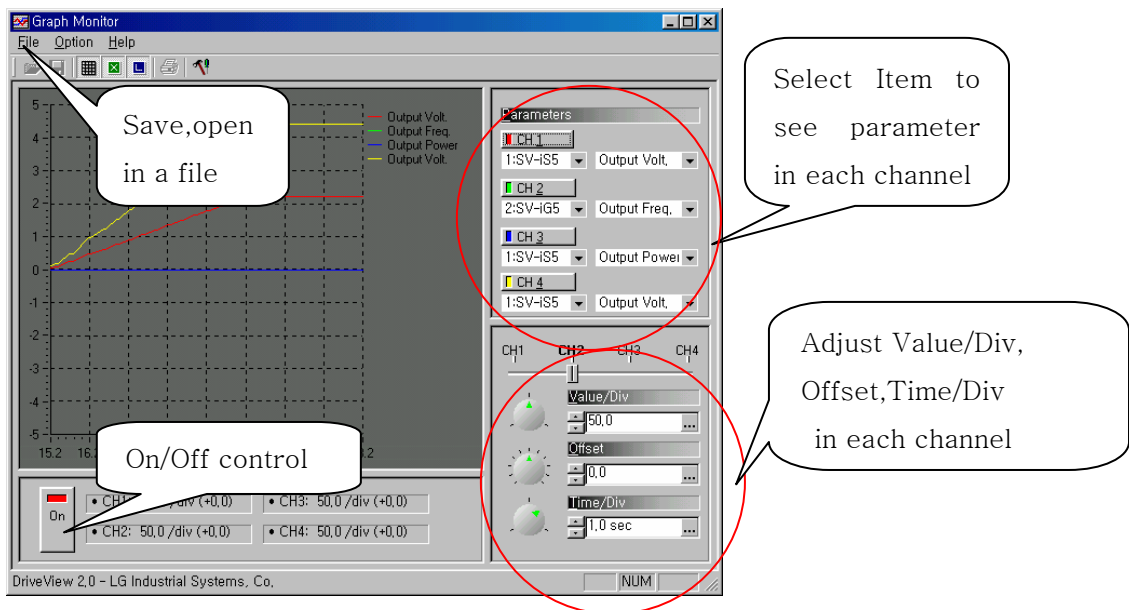 Graph Monitor
File Option Help
5
4
3
2
1
0
-1
-2
-3
-4
-5
15.2 16.
.2
Output Volt.
Output Freq.
Output Power
Output Volt.
Save,open
in a file
On/Off control
Parameters
CH 1
1:SV-iS5 Output Volt,
CH 2
2:SV-iG5 Output Freq,
CH 3
1:SV-iS5 Output Power
CH 4
1:SV-iS5 Output Volt,
Select Item to
see parameter
in each channel
CH1 CH2 CH3 CH4
Value/Div
50,0 ...
Offset
0,0 ...
Time/Div
1,0 sec ...
Adjust Value/Div,
Offset,Time/Div
in each channel
On
• CH1 /div (+0,0) • CH3: 50,0 /div (+0,0)
• CH2: 50,0 /div (+0,0) • CH4: 50,0 /div (+0,0)
DriveView 2,0 - LG Industrial Systems, Co, NUM